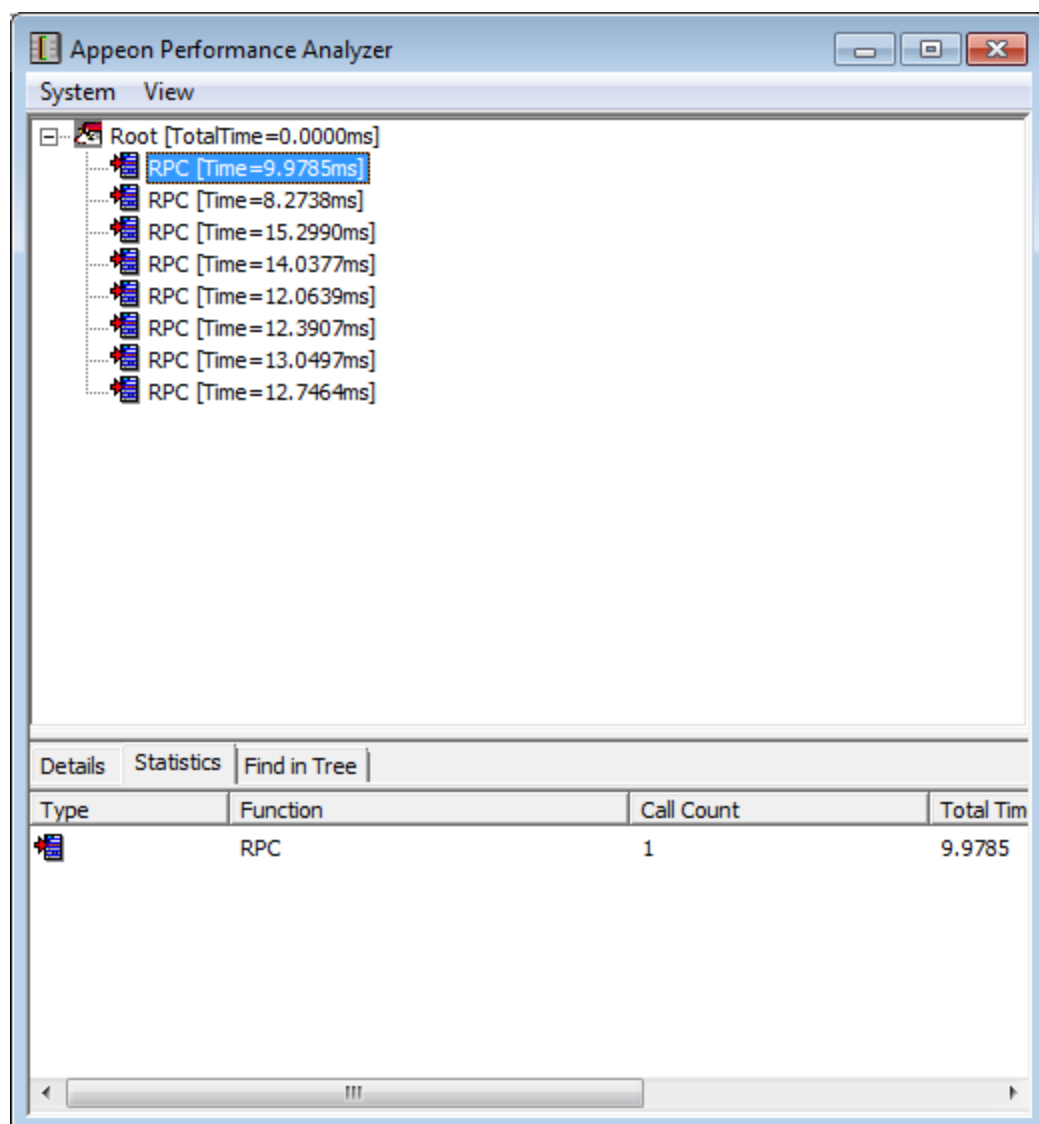 Appeon Performance Analyzer
System View
Root [TotalTime=0.0000ms]
RPC [Time=9.9785ms]
RPC [Time=8.2738ms]
RPC [Time=15.2990ms]
RPC [Time=14.0377ms]
RPC [Time=12.0639ms]
RPC [Time=12.3907ms]
RPC [Time=13.0497ms]
RPC [Time=12.7464ms]
Details Statistics Find in Tree
Type Function Call Count Total Tim
RPC 1 9.9785